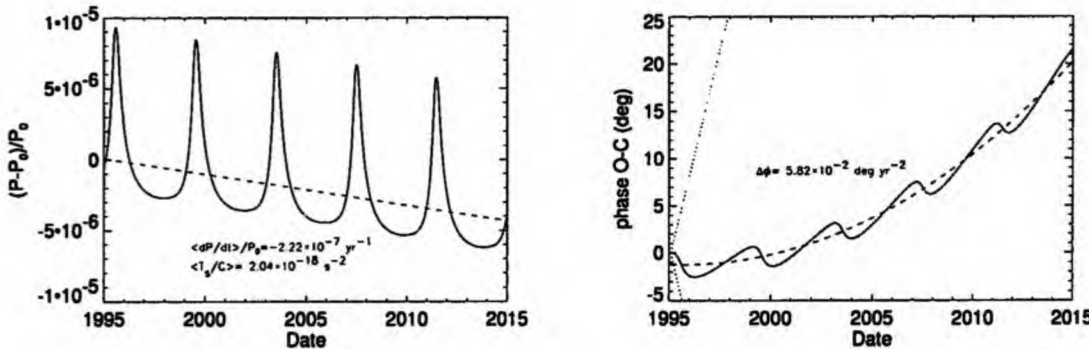 1•10⁻⁵
5•10⁻⁶
0
-5•10⁻⁶
-1•10⁻⁵
(P-P₀)/P₀
<dP/dt>/P₀=-2.22×10⁻⁷ yr⁻¹
<T_s/C>= 2.04×10⁻¹⁸ s⁻²
1995 2000 2005 2010 2015
Date
25
20
15
10
5
0
-5
phase O-C (deg)
Δϕ= 5.82×10⁻² deg yr⁻²
1995 2000 2005 2010 2015
Date